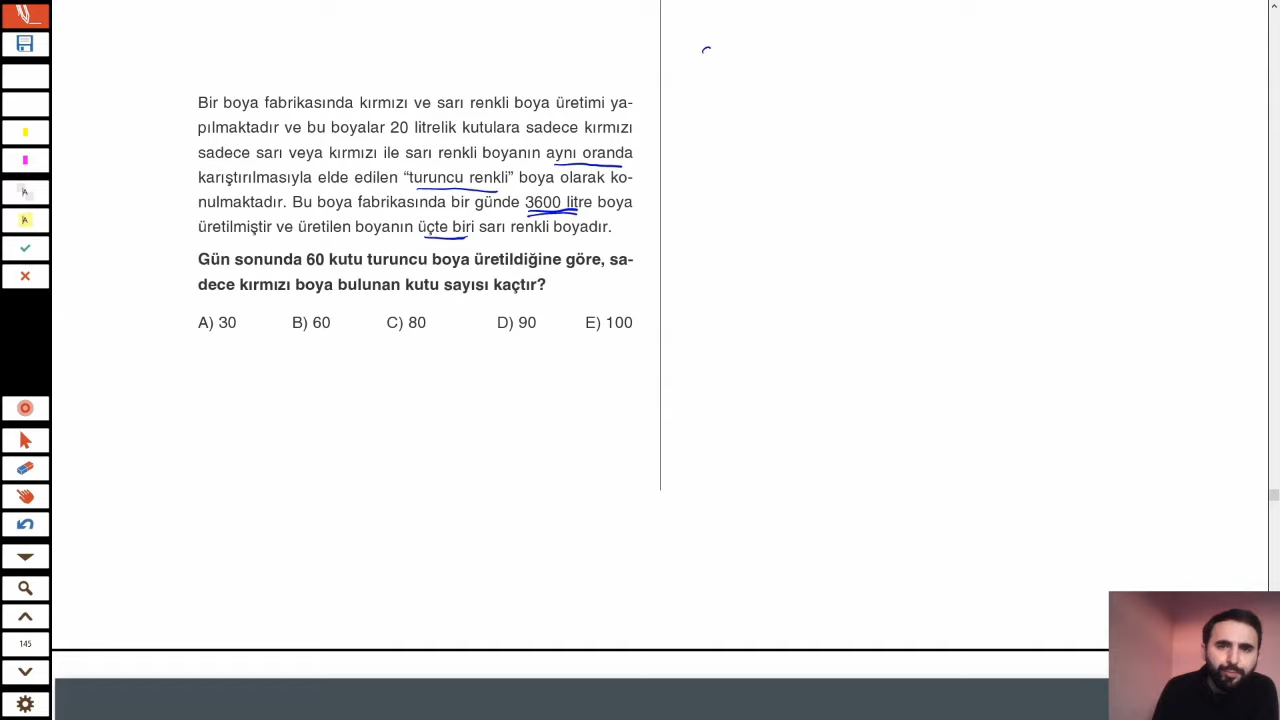 Bir boya fabrikasında kırmızı ve sarı renkli boya üretimi ya-
pılmaktadır ve bu boyalar 20 litrelik kutulara sadece kırmızı
sadece sarı veya kırmızı ile sarı renkli boyanın aynı oranda
karıştırılmasıyla elde edilen “turuncu renkli” boya olarak ko-
nulmaktadır. Bu boya fabrikasında bir günde 3600 litre boya
üretilmiştir ve üretilen boyanın üçte biri sarı renkli boyadır.
Gün sonunda 60 kutu turuncu boya üretildiğine göre, sa-
dece kırmızı boya bulunan kutu sayısı kaçtır?
A) 30 B) 60 C) 80 D) 90 E) 100
A
A
145